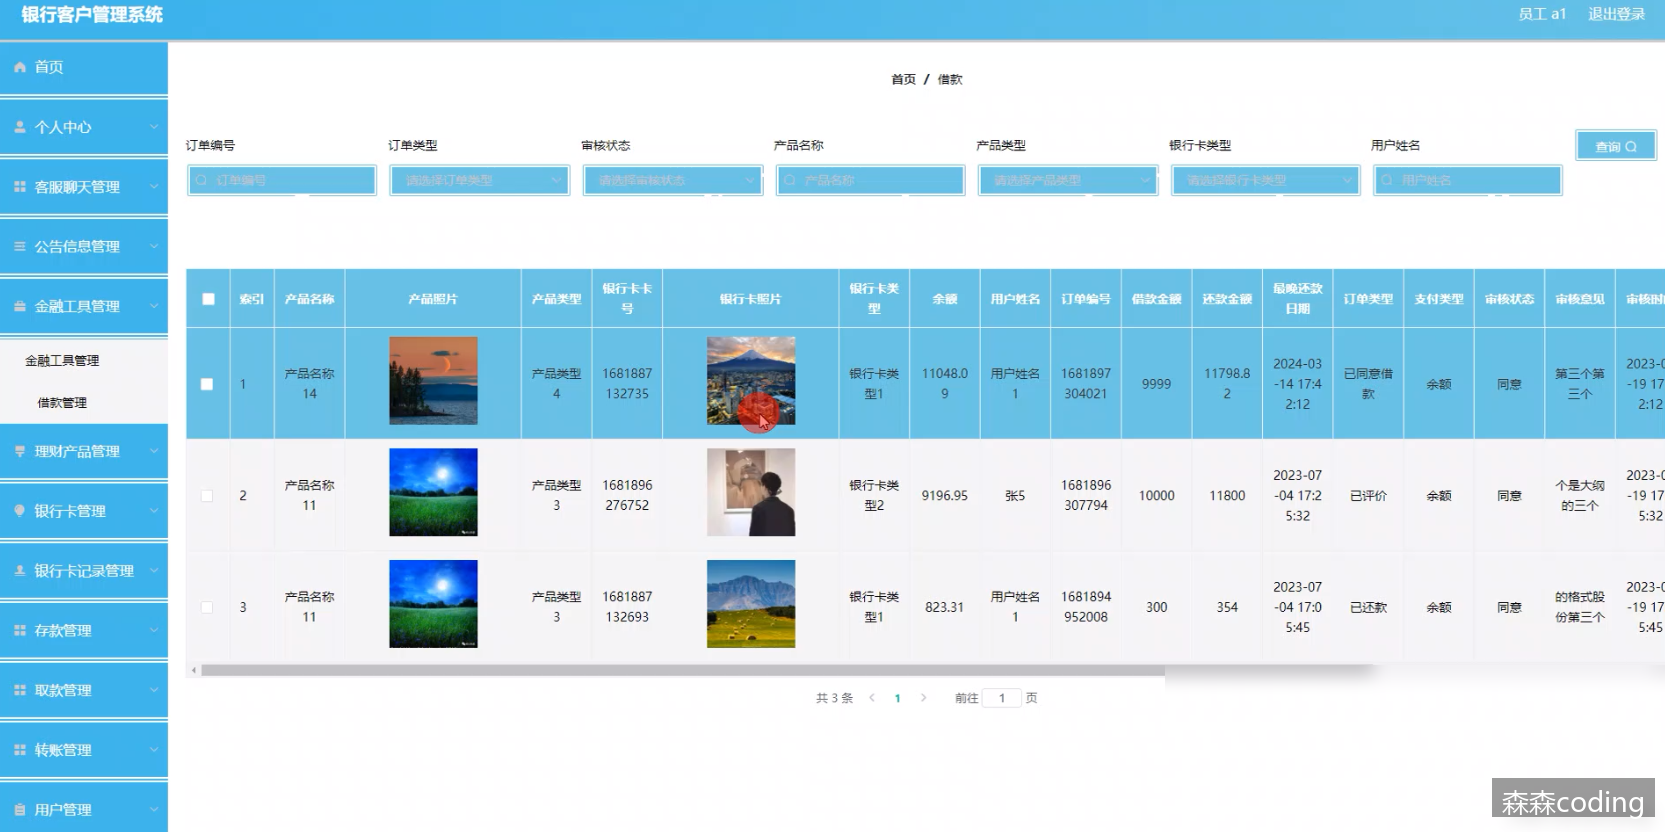 银行客户管理系统
员工 a1 退出登录
首页
个人中心
客服聊天管理
公告信息管理
金融工具管理
金融工具管理
借款管理
理财产品管理
银行卡管理
银行卡记录管理
存款管理
取款管理
转账管理
用户管理
首页 / 借款
订单编号 订单类型 审核状态 产品名称 产品类型 银行卡类型 用户姓名
查询
订单编号 请选择订单类型 请选择审核状态 产品名称 请选择产品类型 请选择银行卡类型 用户姓名
索引 产品名称 产品照片 产品类型 银行卡卡号 银行卡照片 银行卡类型 余额 用户姓名 订单编号 借款金额 还款金额 最晚还款日期 订单类型 支付类型 审核状态 审核意见 审核时
1 产品名称14 产品类型4 1681887132735 银行卡类型1 11048.09 用户姓名1 1681897304021 9999 11798.82 2024-03-14 17:42:12 已同意借款 余额 同意 第三个第三个 2023-0-19 17 2:12
2 产品名称11 产品类型3 1681896276752 银行卡类型2 9196.95 张5 1681896307794 10000 11800 2023-07-04 17:25:32 已评价 余额 同意 个是大纲的三个 2023-0-19 17 5:32
3 产品名称11 产品类型3 1681887132693 银行卡类型1 823.31 用户姓名1 1681894952008 300 354 2023-07-04 17:05:45 已还款 余额 同意 的格式股份第三个 2023-0-19 17 5:45
共 3 条 1 前往 1 页
森森coding